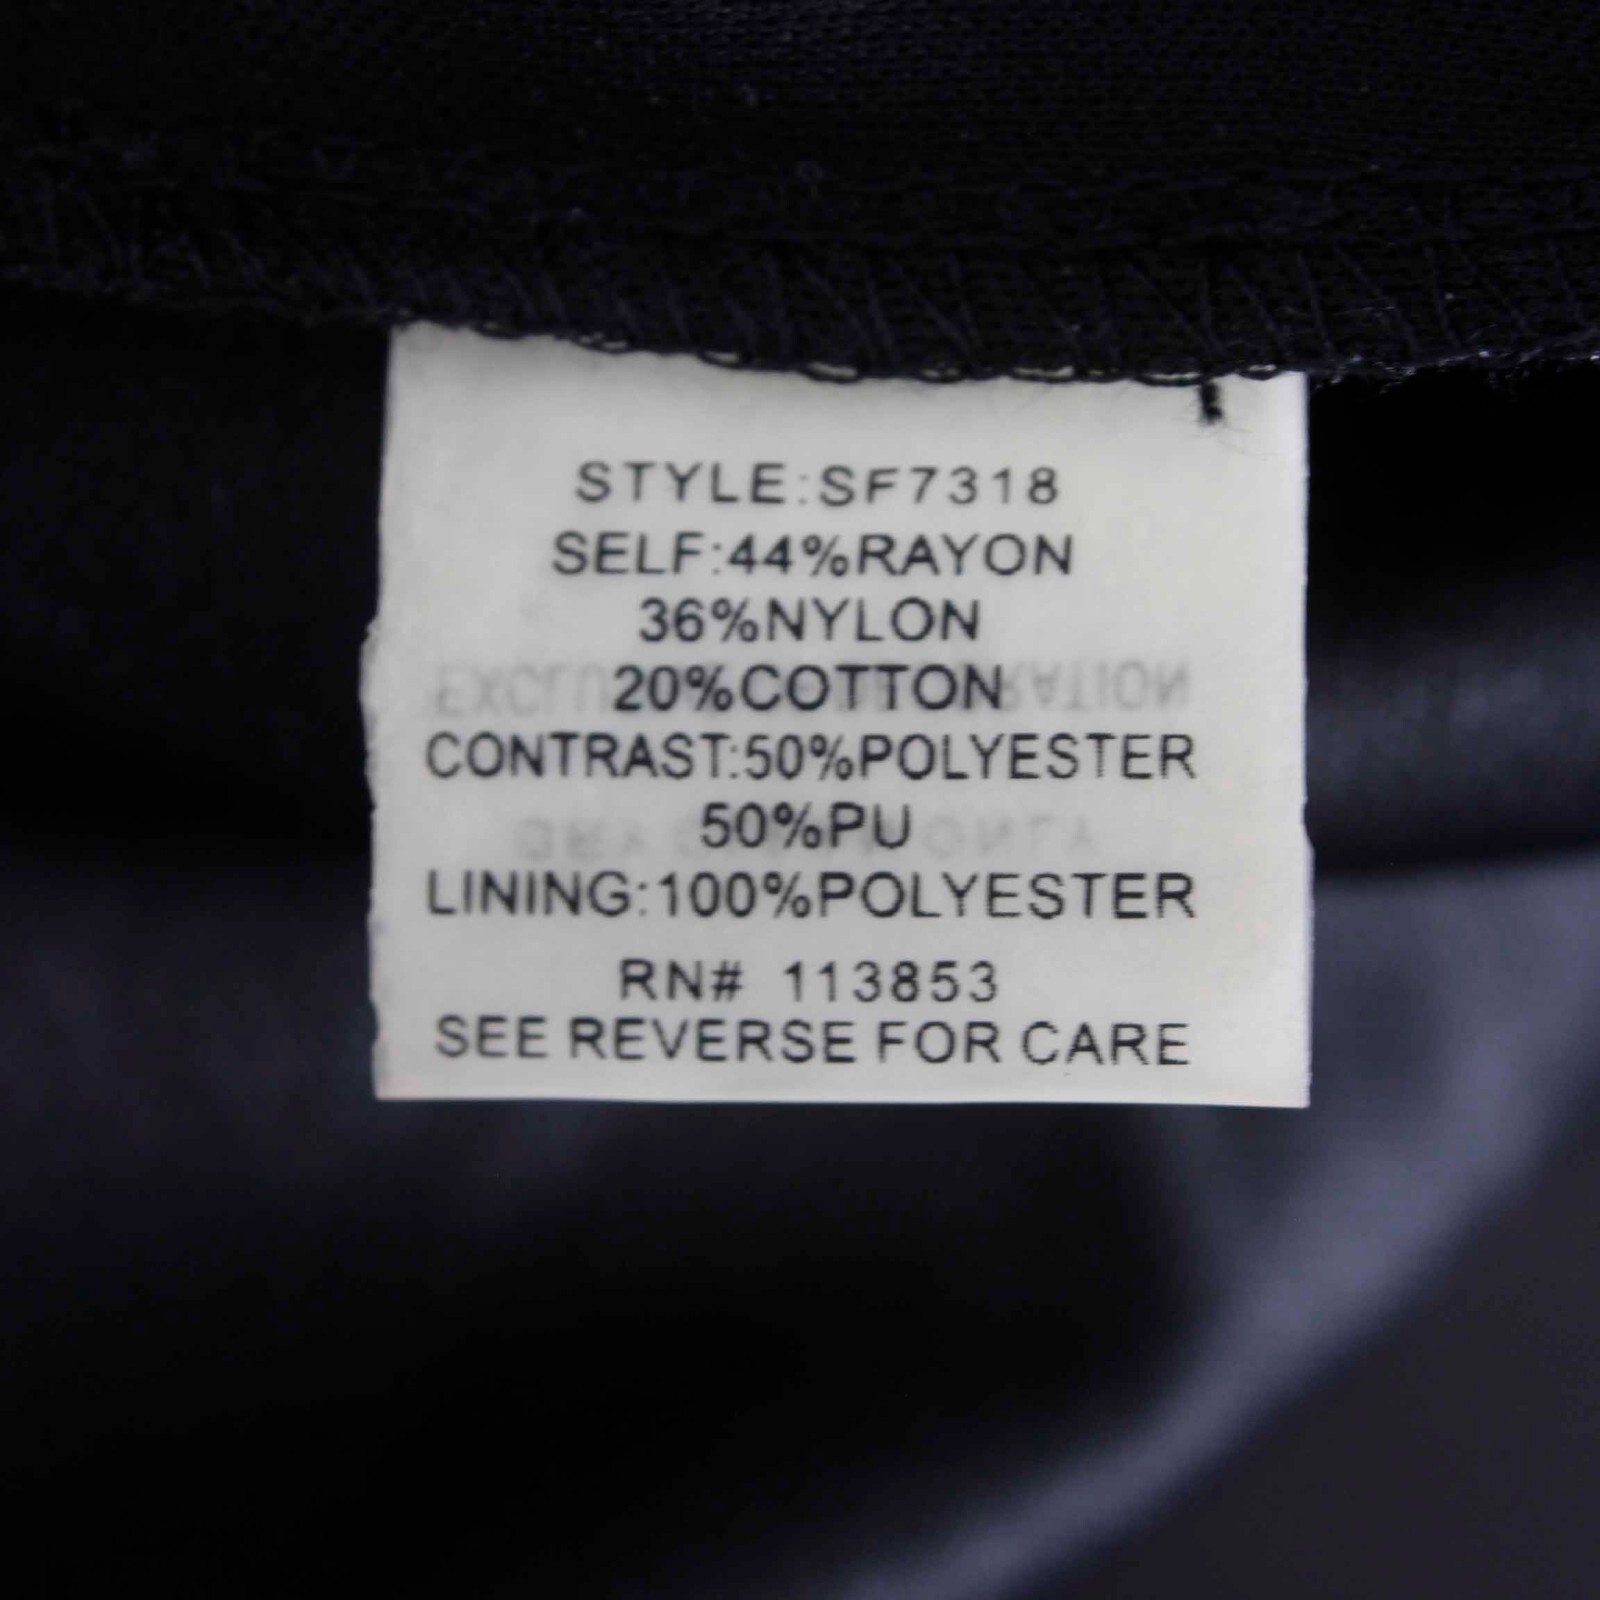 STYLE:SF7318
SELF:44%RAYON
36%NYLON
20%COTTON
CONTRAST:50%POLYESTER
50%PU
LINING:100%POLYESTER
RN# 113853
SEE REVERSE FOR CARE